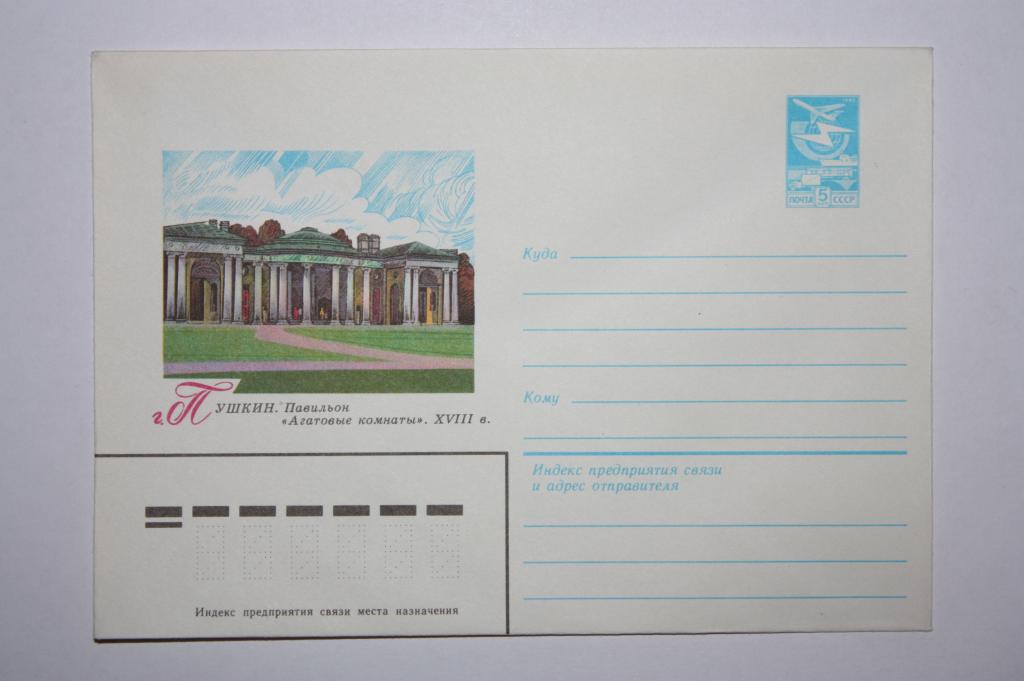 1982
ПОЧТА 5 СССР
г. ПУШКИН. Павильон
«Агатовые комнаты». XVIII в.
Куда
Кому
Индекс предприятия связи
и адрес отправителя
Индекс предприятия связи места назначения